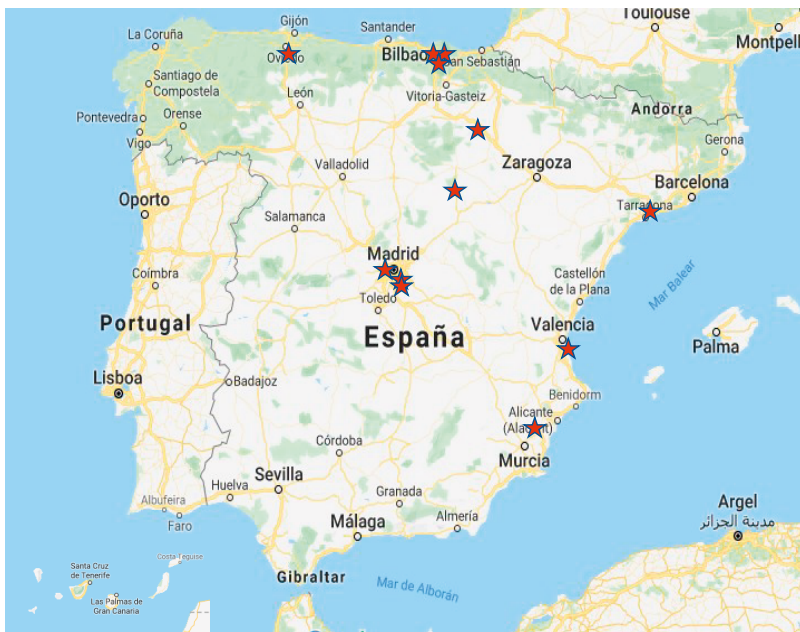 Toulouse
Gijón
La Coruña
Santander
Montpell
Bilbao
San Sebastián
Oviedo
Santiago de
Compostela
León
Vitoria-Gasteiz
Andorra
Pontevedra
Orense
Vigo
Gerona
Valladolid
Zaragoza
Barcelona
Oporto
Tarragona
Salamanca
Madrid
Coímbra
Castellón
de la Plana
Mar Balear
Toledo
Portugal
España
Valencia
Palma
Lisboa
Badajoz
Benidorm
Alicante
(Alacant)
Córdoba
Murcia
Sevilla
Huelva
Granada
Albufeira
Faro
Málaga
Almería
Argel
مدينة الجزائر
Costa Teguise
Santa Cruz
de Tenerife
Gibraltar
Mar de Alborán
Las Palmas de
Gran Canaria